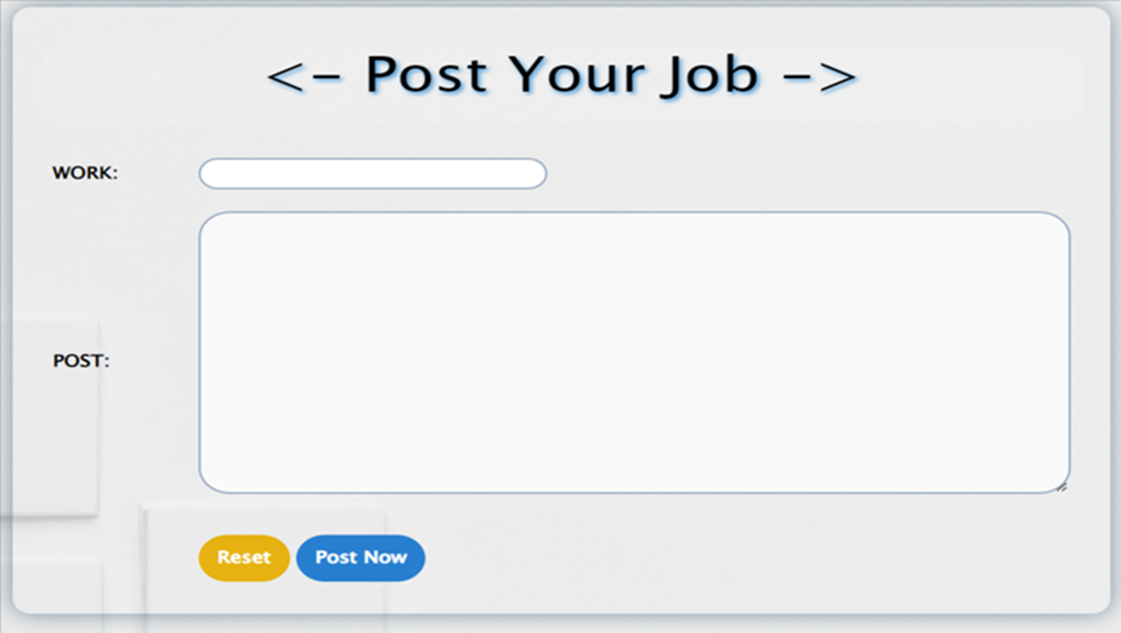 <- Post Your Job ->
WORK:
POST:
Reset Post Now